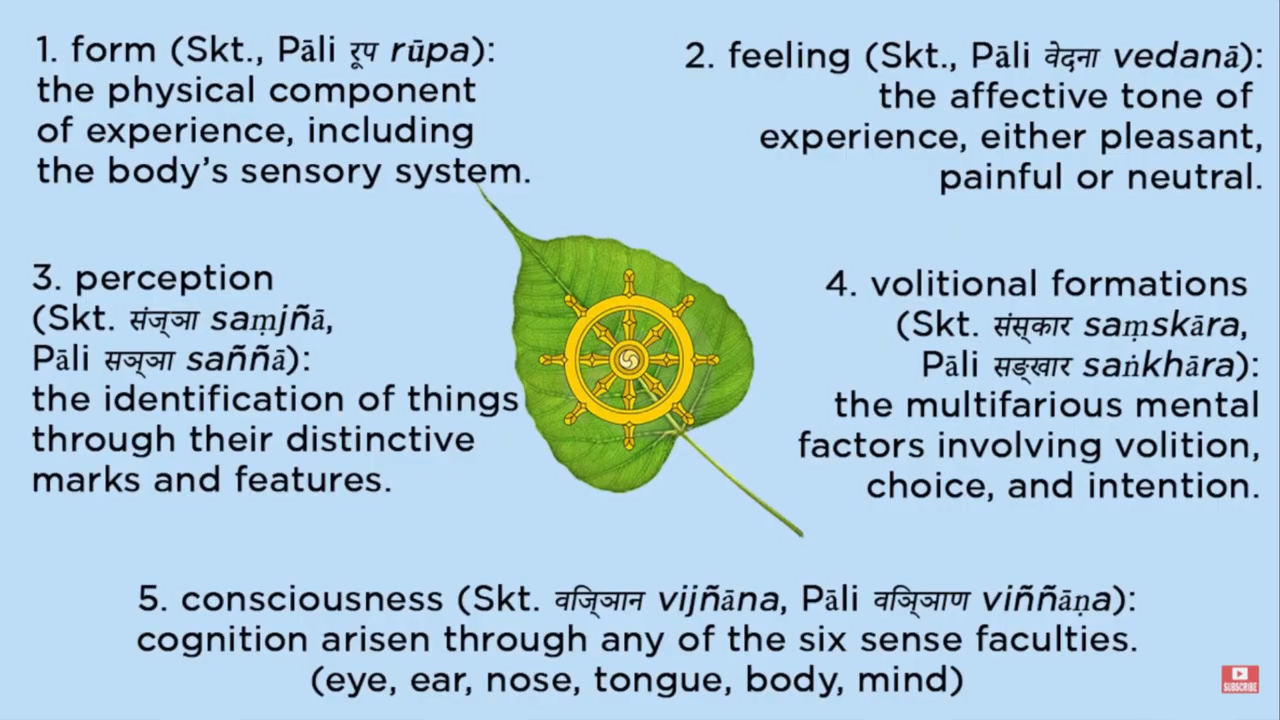 1. form (Skt., Pāli रूप rūpa):
the physical component
of experience, including
the body’s sensory system.
2. feeling (Skt., Pāli वेदना vedanā):
the affective tone of
experience, either pleasant,
painful or neutral.
3. perception
(Skt. संज्ञा saṃjñā,
Pāli सञ्ञा saññā):
the identification of things
through their distinctive
marks and features.
4. volitional formations
(Skt. संस्कार saṃskāra,
Pāli सङ्खार saṅkhāra):
the multifarious mental
factors involving volition,
choice, and intention.
5. consciousness (Skt. विज्ञान vijñāna, Pāli विञ्ञाण viññāṇa):
cognition arisen through any of the six sense faculties.
(eye, ear, nose, tongue, body, mind)
SUBSCRIBE